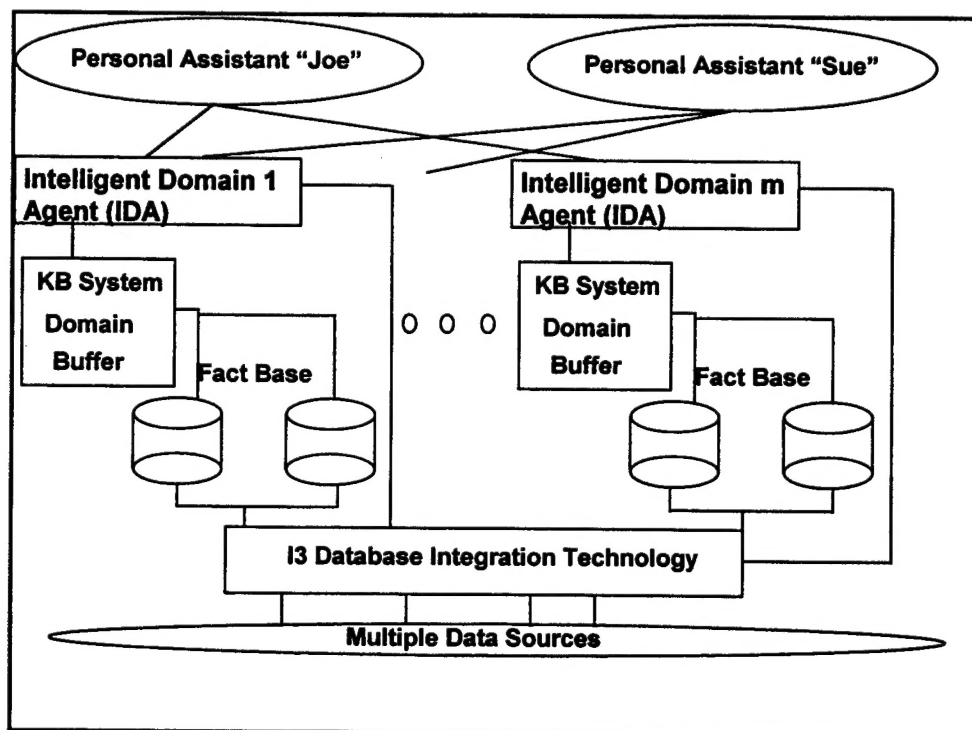 Personal Assistant “Joe”
Personal Assistant “Sue”
Intelligent Domain 1
Agent (IDA)
Intelligent Domain m
Agent (IDA)
KB System
Domain
Buffer
Fact Base
KB System
Domain
Buffer
Fact Base
I3 Database Integration Technology
Multiple Data Sources